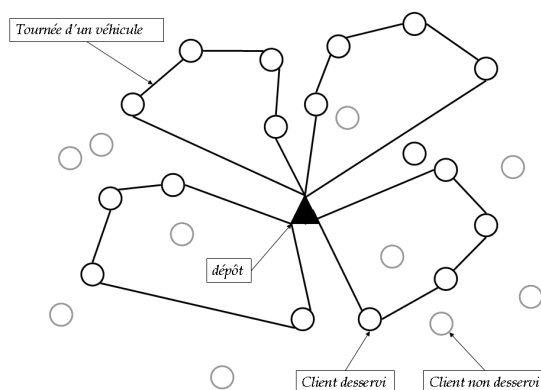 Tournée d'un véhicule
dépôt
Client desservi
Client non desservi